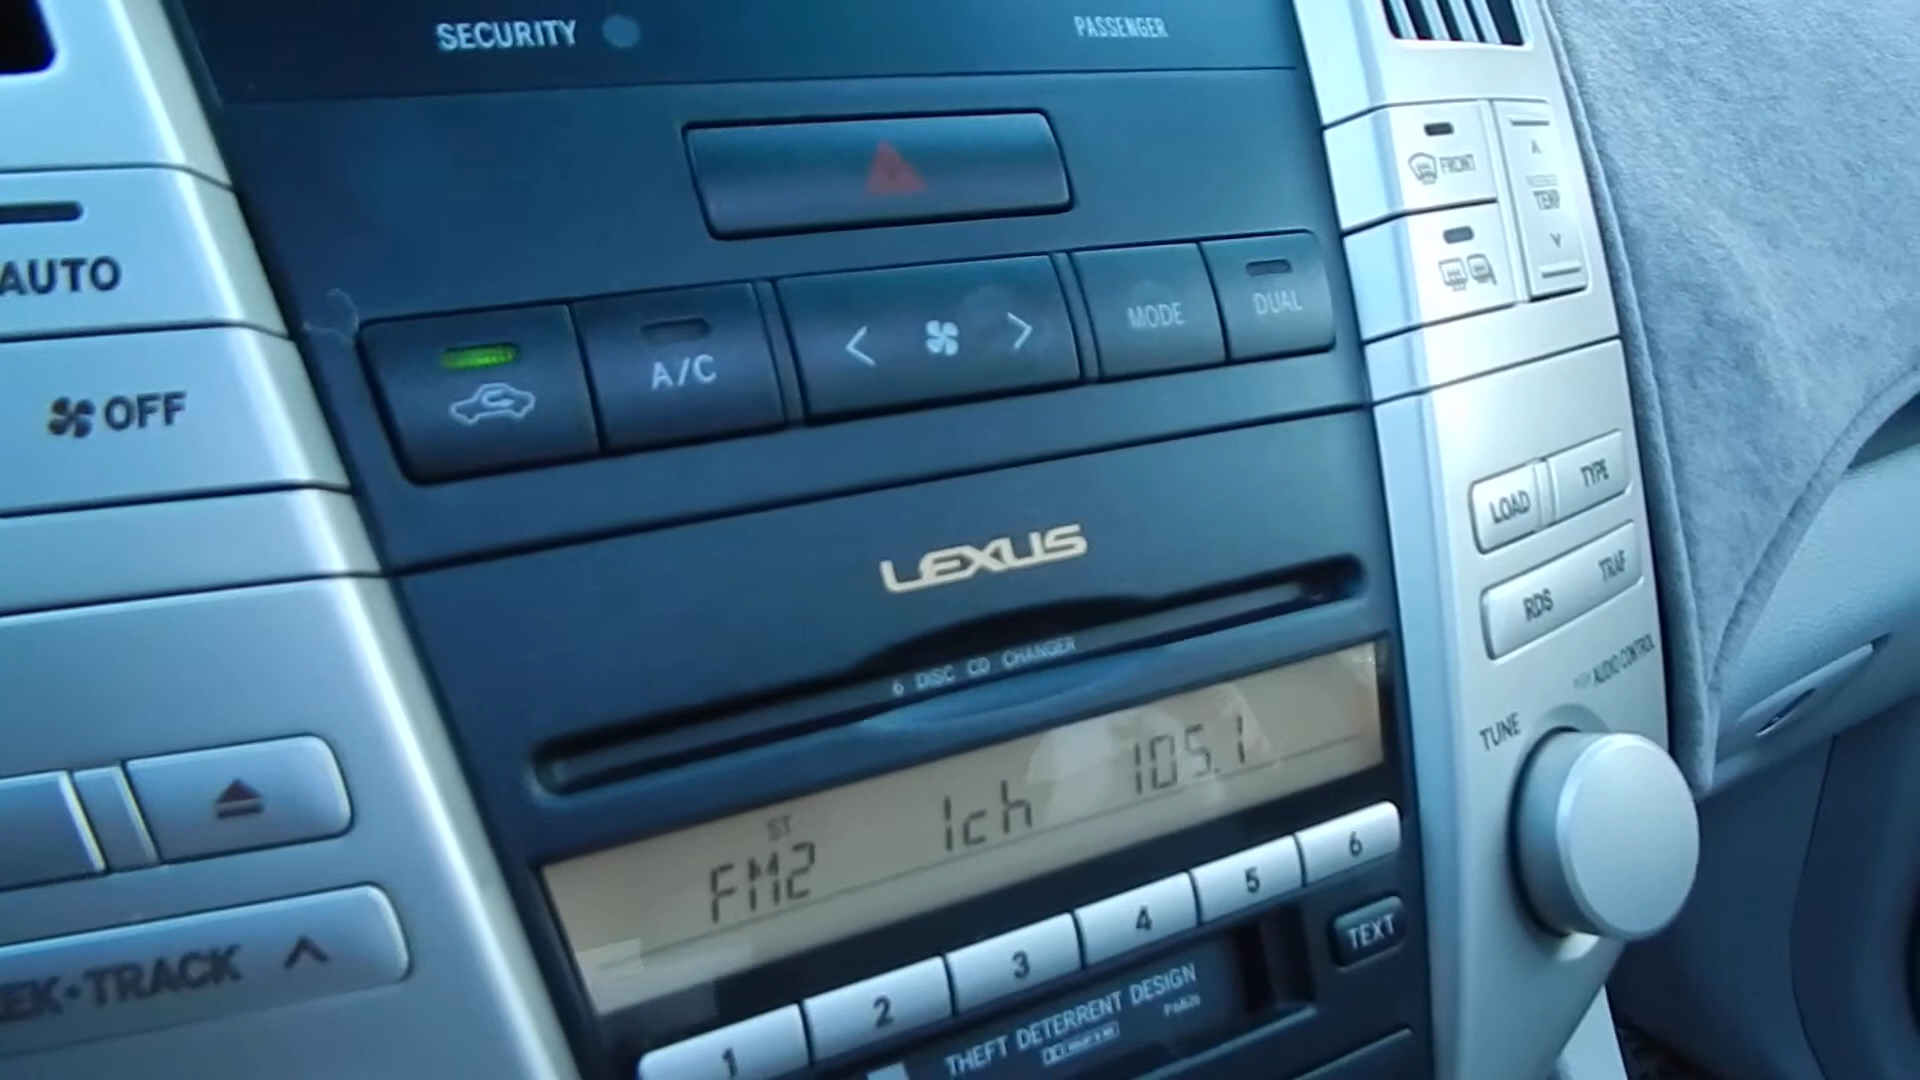 SECURITY
PASSENGER
FRONT
TEMP
AUTO
A/C
MODE
DUAL
OFF
LEXUS
LOAD
TYPE
6 DISC CD CHANGER
RDS
TRAF
AUDIO CONTROL
TUNE
ST
FM2 1ch 105.1
EEK•TRACK
1 2 3 4 5 6
TEXT
THEFT DETERRENT DESIGN